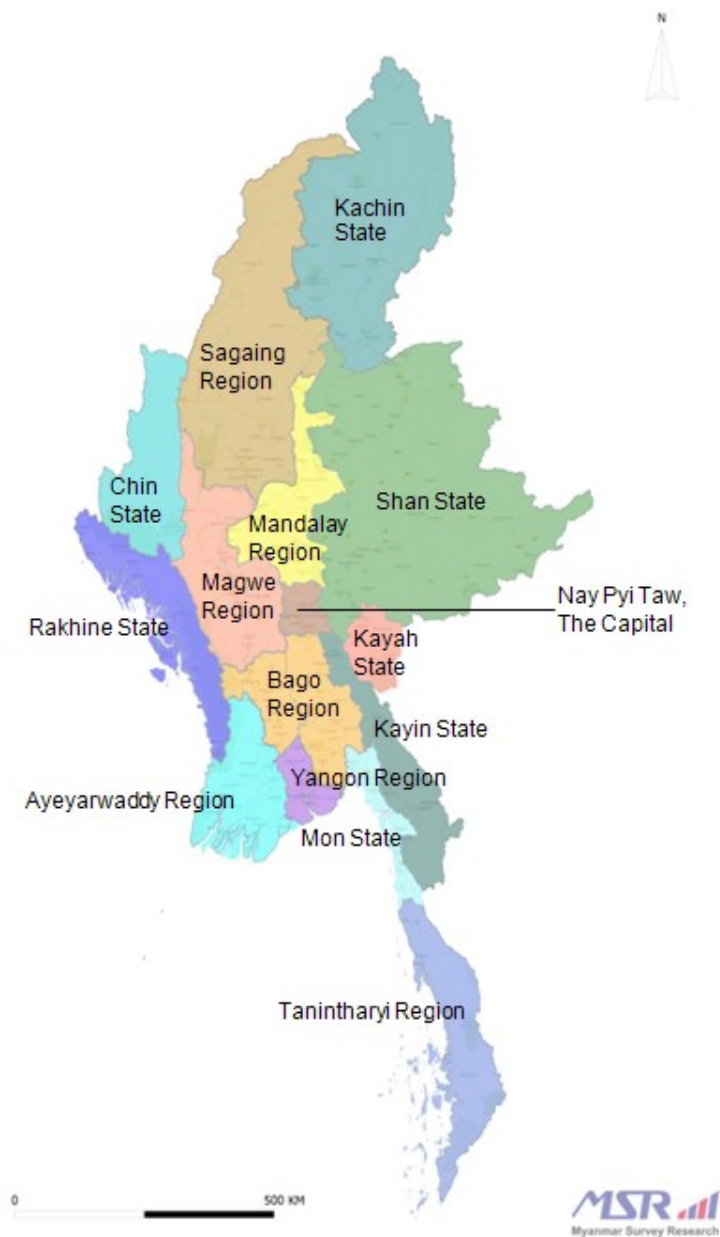 N
Kachin
State
Sagaing
Region
Chin
State
Shan State
Mandalay
Region
Magwe
Region
Nay Pyi Taw,
The Capital
Rakhine State
Kayah
State
Bago
Region
Kayin State
Yangon Region
Ayeyarwaddy Region
Mon State
Tanintharyi Region
0
500 KM
MSR
Myanmar Survey Research